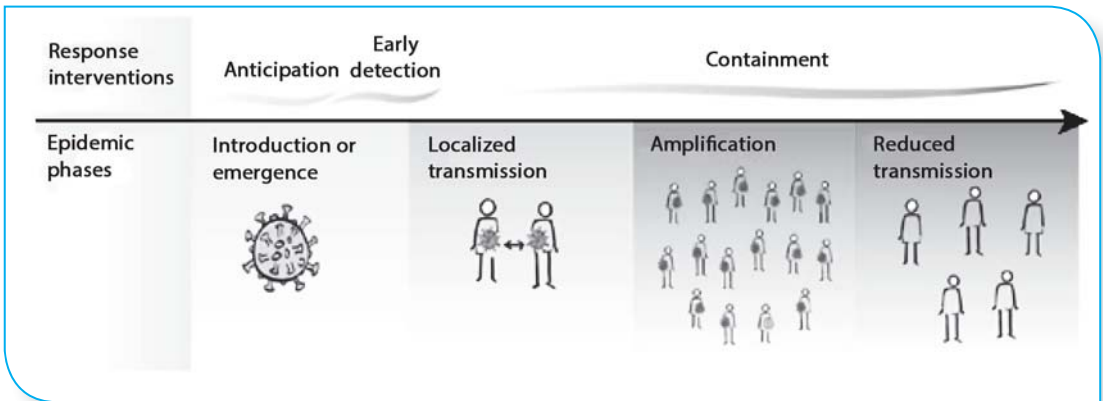 Response
interventions
Anticipation
Early
detection
Containment
Epidemic
phases
Introduction or
emergence
Localized
transmission
Amplification
Reduced
transmission